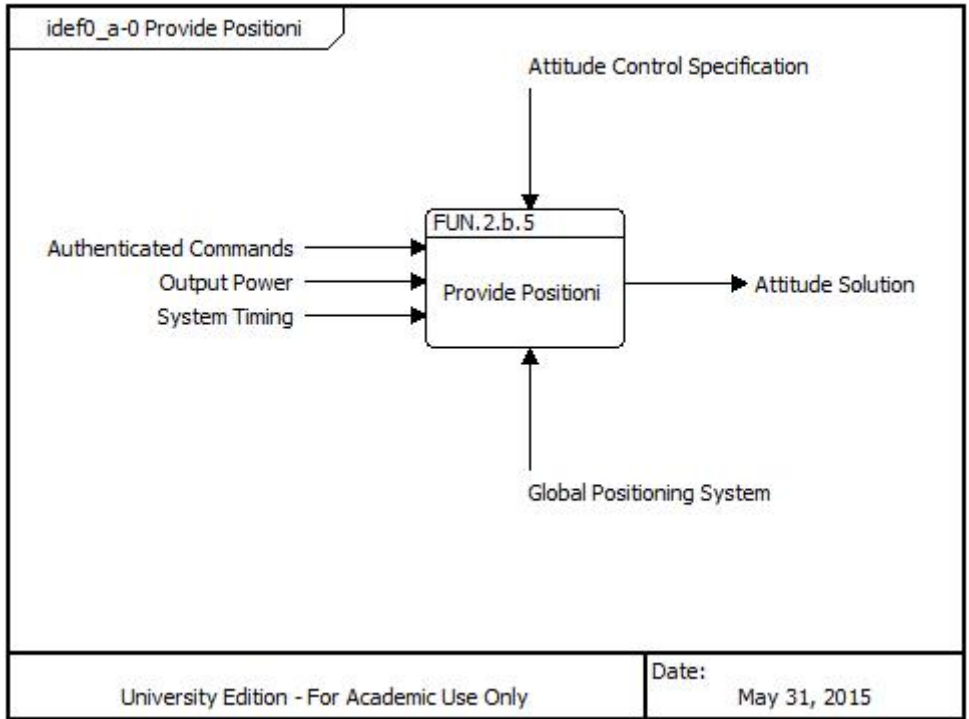 idef0_a-0 Provide Positioni
Attitude Control Specification
FUN.2.b.5
Authenticated Commands
Output Power
System Timing
Provide Positioni
Attitude Solution
Global Positioning System
University Edition - For Academic Use Only
Date:
May 31, 2015